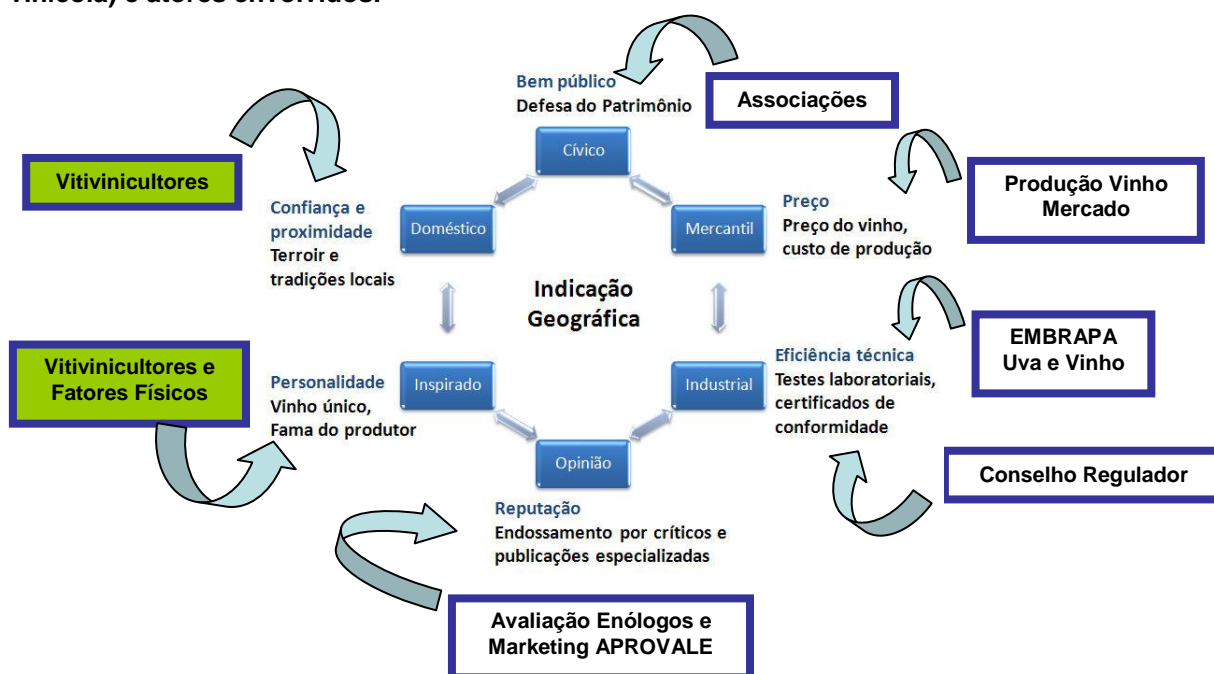 vinícola) e atores envolvidos.
Bem público
Defesa do Patrimônio
Associações
Cívico
Vitivinicultores
Produção Vinho
Mercado
Confiança e
proximidade
Terroir e
tradições locais
Doméstico
Mercantil
Preço
Preço do vinho,
custo de produção
Indicação
Geográfica
EMBRAPA
Uva e Vinho
Vitivinicultores e
Fatores Físicos
Personalidade
Vinho único,
Fama do produtor
Inspirado
Industrial
Eficiência técnica
Testes laboratoriais,
certificados de
conformidade
Opinião
Conselho Regulador
Reputação
Endossamento por críticos e
publicações especializadas
Avaliação Enólogos e
Marketing APROVALE